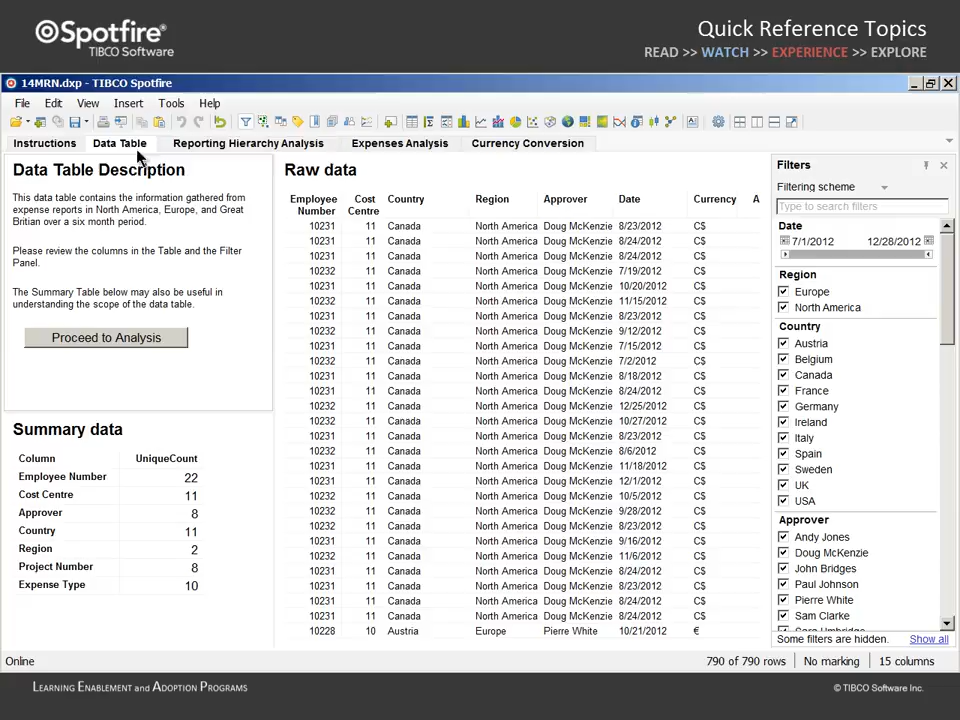 Spotfire®
TIBCO Software
Quick Reference Topics
READ >> WATCH >> EXPERIENCE >> EXPLORE
14MRN.dxp - TIBCO Spotfire
File Edit View Insert Tools Help
Instructions Data Table Reporting Hierarchy Analysis Expenses Analysis Currency Conversion
Data Table Description
This data table contains the information gathered from
expense reports in North America, Europe, and Great
Britian over a six month period.
Please review the columns in the Table and the Filter
Panel.
The Summary Table below may also be useful in
understanding the scope of the data table.
Proceed to Analysis
Summary data
Column UniqueCount
Employee Number 22
Cost Centre 11
Approver 8
Country 11
Region 2
Project Number 8
Expense Type 10
Raw data
Employee Number Cost Centre Country Region Approver Date Currency A
10231 11 Canada North America Doug McKenzie 8/23/2012 C$
10231 11 Canada North America Doug McKenzie 8/24/2012 C$
10231 11 Canada North America Doug McKenzie 8/24/2012 C$
10232 11 Canada North America Doug McKenzie 7/19/2012 C$
10231 11 Canada North America Doug McKenzie 10/20/2012 C$
10232 11 Canada North America Doug McKenzie 11/15/2012 C$
10231 11 Canada North America Doug McKenzie 8/23/2012 C$
10232 11 Canada North America Doug McKenzie 9/12/2012 C$
10231 11 Canada North America Doug McKenzie 7/15/2012 C$
10232 11 Canada North America Doug McKenzie 7/2/2012 C$
10231 11 Canada North America Doug McKenzie 8/18/2012 C$
10231 11 Canada North America Doug McKenzie 8/24/2012 C$
10232 11 Canada North America Doug McKenzie 12/25/2012 C$
10232 11 Canada North America Doug McKenzie 10/27/2012 C$
10231 11 Canada North America Doug McKenzie 8/23/2012 C$
10232 11 Canada North America Doug McKenzie 8/6/2012 C$
10231 11 Canada North America Doug McKenzie 11/18/2012 C$
10231 11 Canada North America Doug McKenzie 12/1/2012 C$
10232 11 Canada North America Doug McKenzie 10/5/2012 C$
10232 11 Canada North America Doug McKenzie 9/28/2012 C$
10232 11 Canada North America Doug McKenzie 8/23/2012 C$
10231 11 Canada North America Doug McKenzie 9/16/2012 C$
10232 11 Canada North America Doug McKenzie 11/6/2012 C$
10231 11 Canada North America Doug McKenzie 8/24/2012 C$
10231 11 Canada North America Doug McKenzie 8/23/2012 C$
10231 11 Canada North America Doug McKenzie 8/24/2012 C$
10231 11 Canada North America Doug McKenzie 8/24/2012 C$
10228 10 Austria Europe Pierre White 10/21/2012 €
Filters
Filtering scheme
Type to search filters
Date
7/1/2012 12/28/2012
Region
Europe
North America
Country
Austria
Belgium
Canada
France
Germany
Ireland
Italy
Spain
Sweden
UK
USA
Approver
Andy Jones
Doug McKenzie
John Bridges
Paul Johnson
Pierre White
Sam Clarke
Some filters are hidden. Show all
Online 790 of 790 rows No marking 15 columns
LEARNING ENABLEMENT AND ADOPTION PROGRAMS
© TIBCO Software Inc.